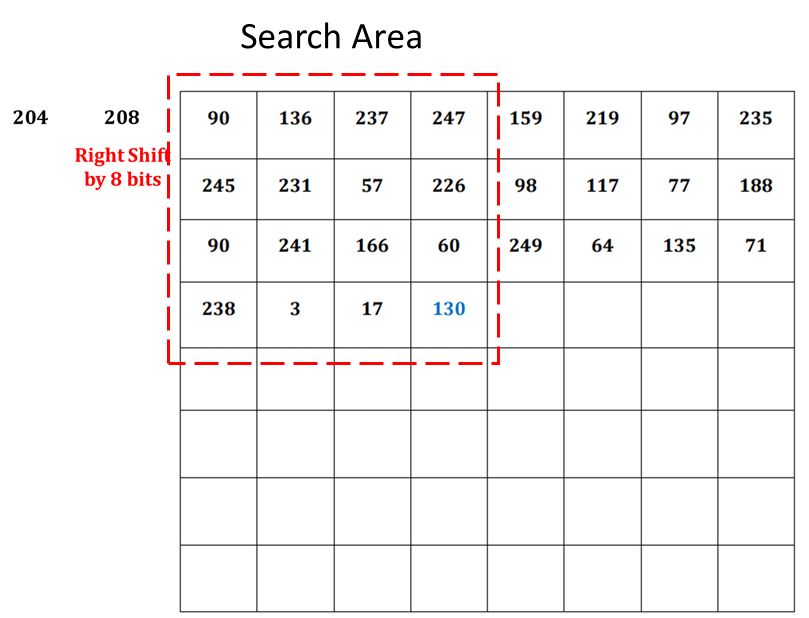 Search Area
204 208 90 136 237 247 159 219 97 235
Right Shift
by 8 bits
245 231 57 226 98 117 77 188
90 241 166 60 249 64 135 71
238 3 17 130